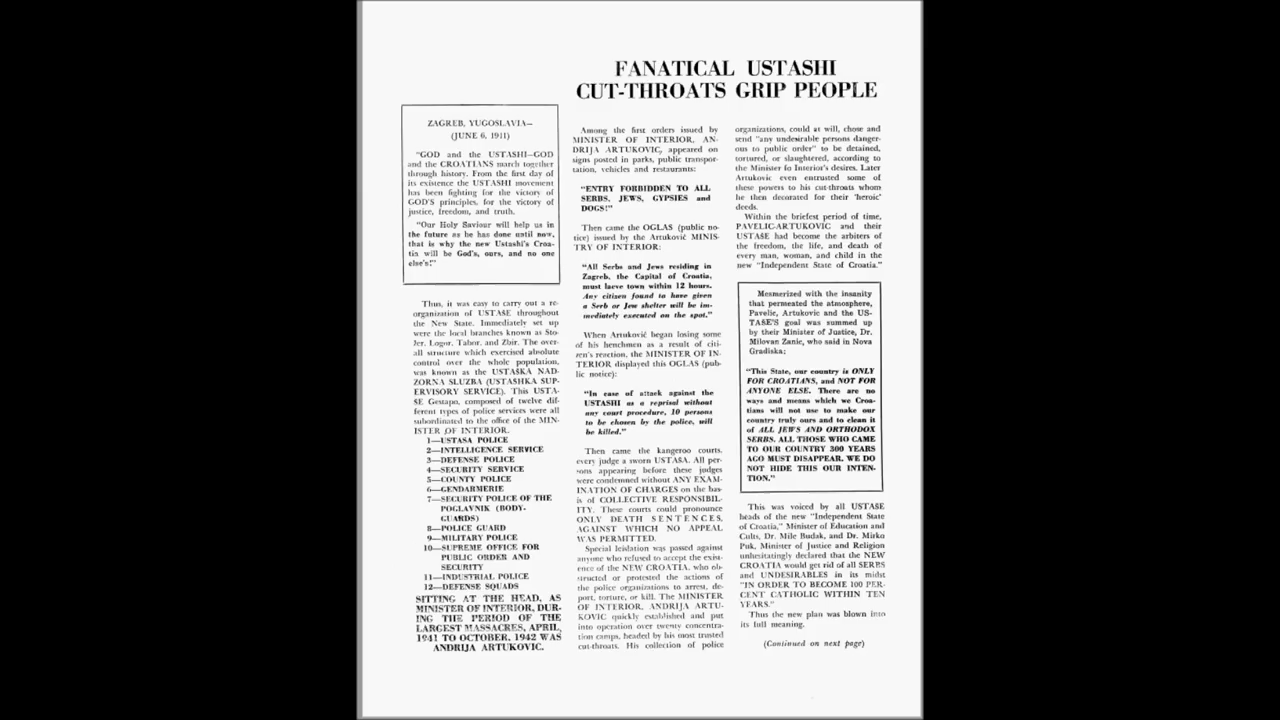 FANATICAL USTASHI
CUT-THROATS GRIP PEOPLE
ZAGREB, YUGOSLAVIA—
(JUNE 6, 1941)
"GOD and the USTASHI—GOD
and the CROATIANS march together
through history. From the first day of
its existence the USTASHI movement
has been fighting for the victory of
GOD'S principles, for the victory of
justice, freedom, and truth.
"Our Holy Saviour will help us in
the future as he has done until now,
that is why the new Ustashi's Croa-
tia will be God's, ours, and no one
else's!"
Thus, it was easy to carry out a re-
organization of USTAŠE throughout
the New State. Immediately set up
were the local branches known as Sto-
žer, Logor, Tabor, and Zbir. The over-
all structure which exercised absolute
control over the whole population,
was known as the USTAŠKA NAD-
ZORNA SLUZBA (USTASHKA SUP-
ERVISORY SERVICE). This USTA-
ŠE Gestapo, composed of twelve dif-
ferent types of police services were all
subordinated to the office of the MIN-
ISTER OF INTERIOR.
1—USTASA POLICE
2—INTELLIGENCE SERVICE
3—DEFENSE POLICE
4—SECURITY SERVICE
5—COUNTY POLICE
6—GENDARMERIE
7—SECURITY POLICE OF THE
POGLAVNIK (BODY-
GUARDS)
8—POLICE GUARD
9—MILITARY POLICE
10—SUPREME OFFICE FOR
PUBLIC ORDER AND
SECURITY
11—INDUSTRIAL POLICE
12—DEFENSE SQUADS
SITTING AT THE HEAD, AS
MINISTER OF INTERIOR, DUR-
ING THE PERIOD OF THE
LARGEST MASSACRES, APRIL,
1941 TO OCTOBER, 1942 WAS
ANDRIJA ARTUKOVIC.
Among the first orders issued by
MINISTER OF INTERIOR, AN-
DRIJA ARTUKOVIC, appeared on
signs posted in parks, public transpor-
tation, vehicles and restaurants:
"ENTRY FORBIDDEN TO ALL
SERBS, JEWS, GYPSIES and
DOGS!"
Then came the OGLAS (public no-
tice) issued by the Artuković MINIS-
TRY OF INTERIOR:
"All Serbs and Jews residing in
Zagreb, the Capital of Croatia,
must laeve town within 12 hours.
Any citizen found to have given
a Serb or Jew shelter will be im-
mediately executed on the spot."
When Artuković began losing some
of his henchmen as a result of citi-
zen's reaction, the MINISTER OF IN-
TERIOR displayed this OGLAS (pub-
lic notice):
"In case of attack against the
USTASHI as a reprisal without
any court procedure, 10 persons
to be chosen by the police, will
be killed."
Then came the kangeroo courts,
every judge a sworn USTAŠA. All per-
sons appearing before these judges
were condemned without ANY EXAM-
INATION OF CHARGES on the bas-
is of COLLECTIVE RESPONSIBIL-
ITY. These courts could pronounce
ONLY DEATH SENTENCES,
AGAINST WHICH NO APPEAL
WAS PERMITTED.
Special leislation was passed against
anyone who refused to accept the exist-
ence of the NEW CROATIA, who ob-
structed or protested the actions of
the police organizations to arrest, de-
port, torture, or kill. The MINISTER
OF INTERIOR, ANDRIJA ARTU-
KOVIC quickly established and put
into operation over twenty concentra-
tion camps, headed by his most trusted
cut-throats. His collection of police
organizations, could at will, chose and
send "any undesirable persons danger-
ous to public order" to be detained,
tortured, or slaughtered, according to
the Minister fo Interior's desires. Later
Artukovic even entrusted some of
these powers to his cut-throats whom
he then decorated for their 'heroic'
deeds.
Within the briefest period of time,
PAVELIC-ARTUKOVIC and their
USTAŠE had become the arbiters of
the freedom, the life, and death of
every man, woman, and child in the
new "Independent State of Croatia."
Mesmerized with the insanity
that permeated the atmosphere,
Pavelic, Artukovic and the US-
TAŠE'S goal was summed up
by their Minister of Justice, Dr.
Milovan Zanic, who said in Nova
Gradiska:
"This State, our country is ONLY
FOR CROATIANS, and NOT FOR
ANYONE ELSE. There are no
ways and means which we Croa-
tians will not use to make our
country truly ours and to clean it
of ALL JEWS AND ORTHODOX
SERBS. ALL THOSE WHO CAME
TO OUR COUNTRY 300 YEARS
AGO MUST DISAPPEAR. WE DO
NOT HIDE THIS OUR INTEN-
TION."
This was voiced by all USTAŠE
heads of the new "Independent State
of Croatia," Minister of Education and
Cults, Dr. Mile Budak, and Dr. Mirko
Puk, Minister of Justice and Religion
unhesitatingly declared that the NEW
CROATIA would get rid of all SERBS
and UNDESIRABLES in its midst
"IN ORDER TO BECOME 100 PER-
CENT CATHOLIC WITHIN TEN
YEARS."
Thus the new plan was blown into
its full meaning.
(Continued on next page)